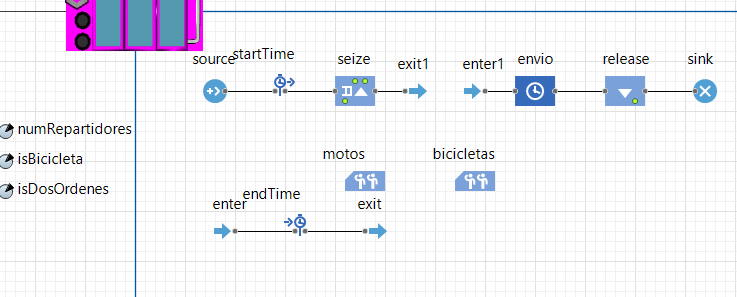 source startTime seize exit1 enter1 envio release sink
numRepartidores
isBicicleta
isDosOrdenes
motos bicicletas
enter endTime exit